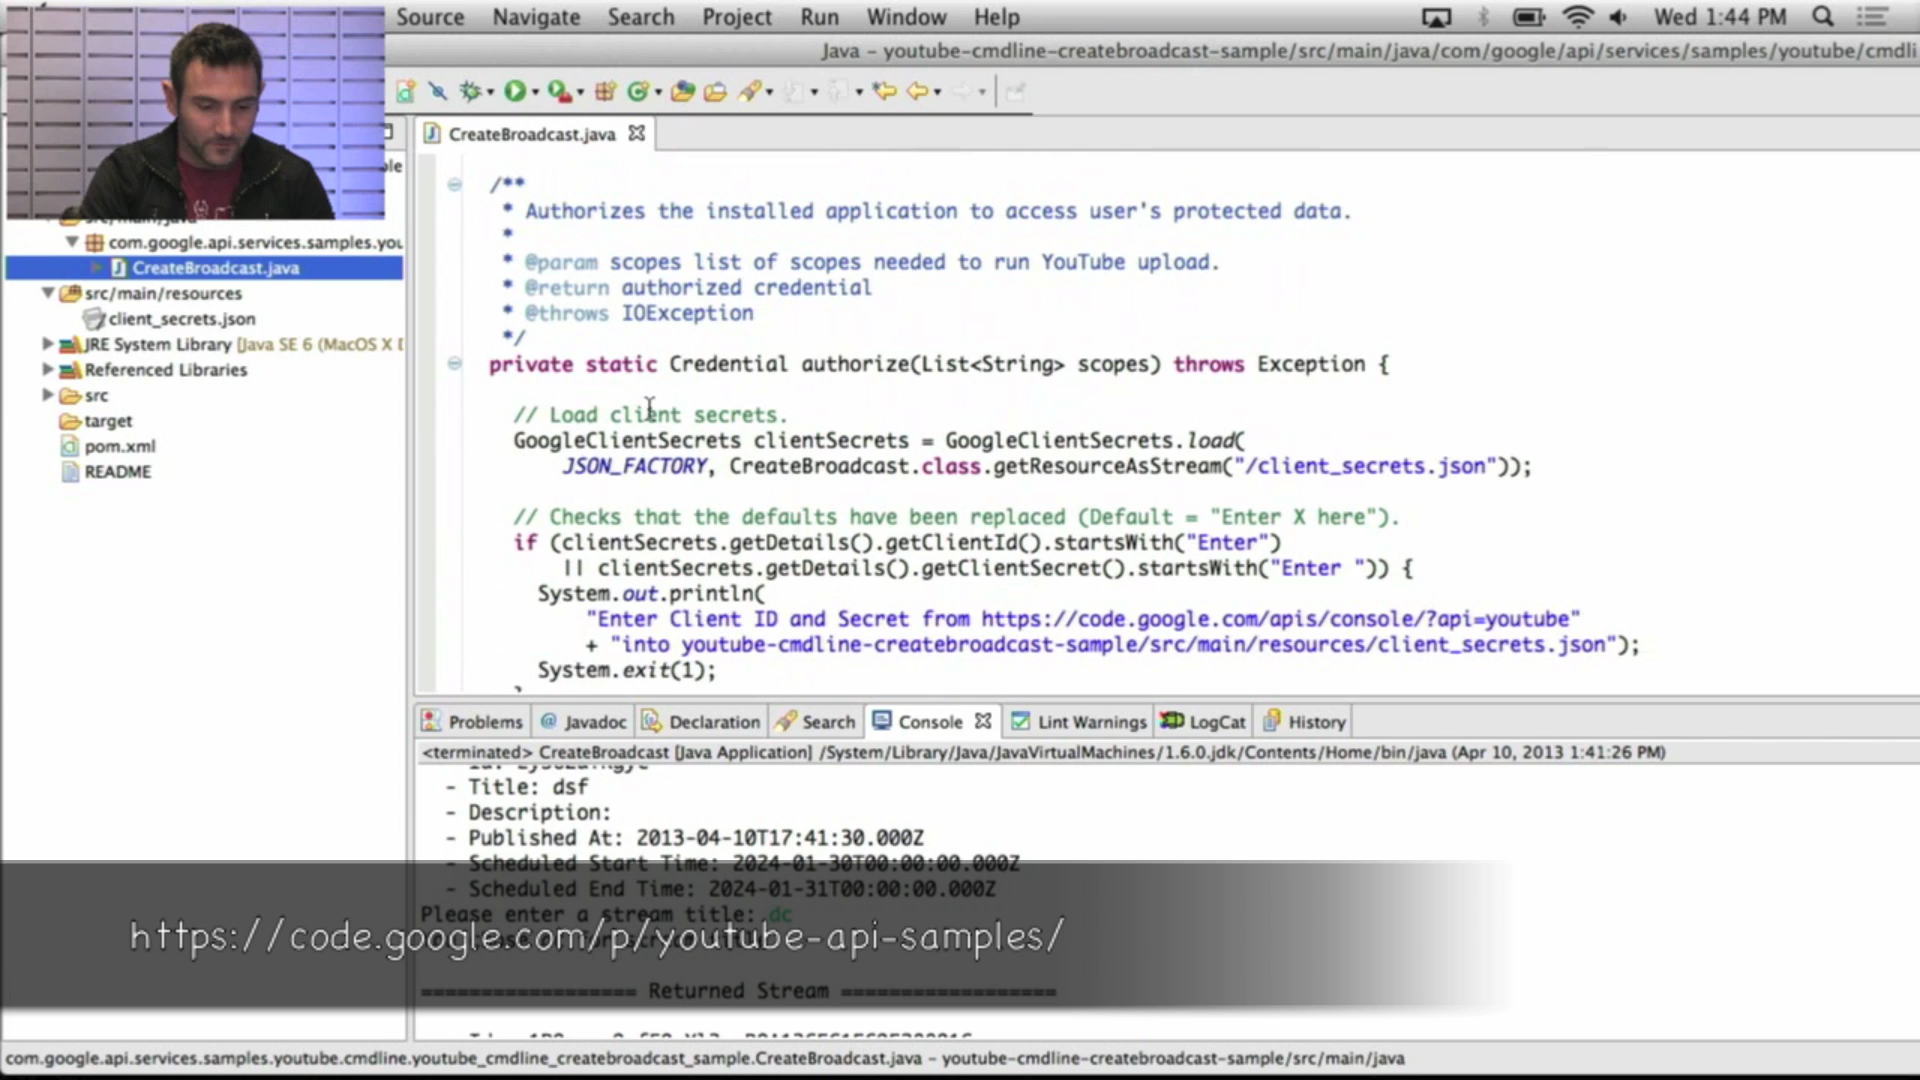 Source Navigate Search Project Run Window Help Wed 1:44 PM
Java – youtube-cmdline-createbroadcast-sample/src/main/java/com/google/api/services/samples/youtube/cmdli
CreateBroadcast.java
/**
* Authorizes the installed application to access user's protected data.
*
* @param scopes list of scopes needed to run YouTube upload.
* @return authorized credential
* @throws IOException
*/
private static Credential authorize(List<String> scopes) throws Exception {
// Load client secrets.
GoogleClientSecrets clientSecrets = GoogleClientSecrets.load(
JSON_FACTORY, CreateBroadcast.class.getResourceAsStream("/client_secrets.json"));
// Checks that the defaults have been replaced (Default = "Enter X here").
if (clientSecrets.getDetails().getClientId().startsWith("Enter")
|| clientSecrets.getDetails().getClientSecret().startsWith("Enter ")) {
System.out.println(
"Enter Client ID and Secret from https://code.google.com/apis/console/?api=youtube"
+ "into youtube-cmdline-createbroadcast-sample/src/main/resources/client_secrets.json");
System.exit(1);
src/main/java
com.google.api.services.samples.you
CreateBroadcast.java
src/main/resources
client_secrets.json
JRE System Library [Java SE 6 (MacOS X D
Referenced Libraries
src
target
pom.xml
README
Problems Javadoc Declaration Search Console Lint Warnings LogCat History
<terminated> CreateBroadcast [Java Application] /System/Library/Java/JavaVirtualMachines/1.6.0.jdk/Contents/Home/bin/java (Apr 10, 2013 1:41:26 PM)
- Title: dsf
- Description:
- Published At: 2013-04-10T17:41:30.000Z
- Scheduled Start Time: 2024-01-30T00:00:00.000Z
- Scheduled End Time: 2024-01-31T00:00:00.000Z
Please enter a stream title: dc
https://code.google.com/p/youtube-api-samples/
================== Returned Stream ==================
com.google.api.services.samples.youtube.cmdline.youtube_cmdline_createbroadcast_sample.CreateBroadcast.java – youtube-cmdline-createbroadcast-sample/src/main/java